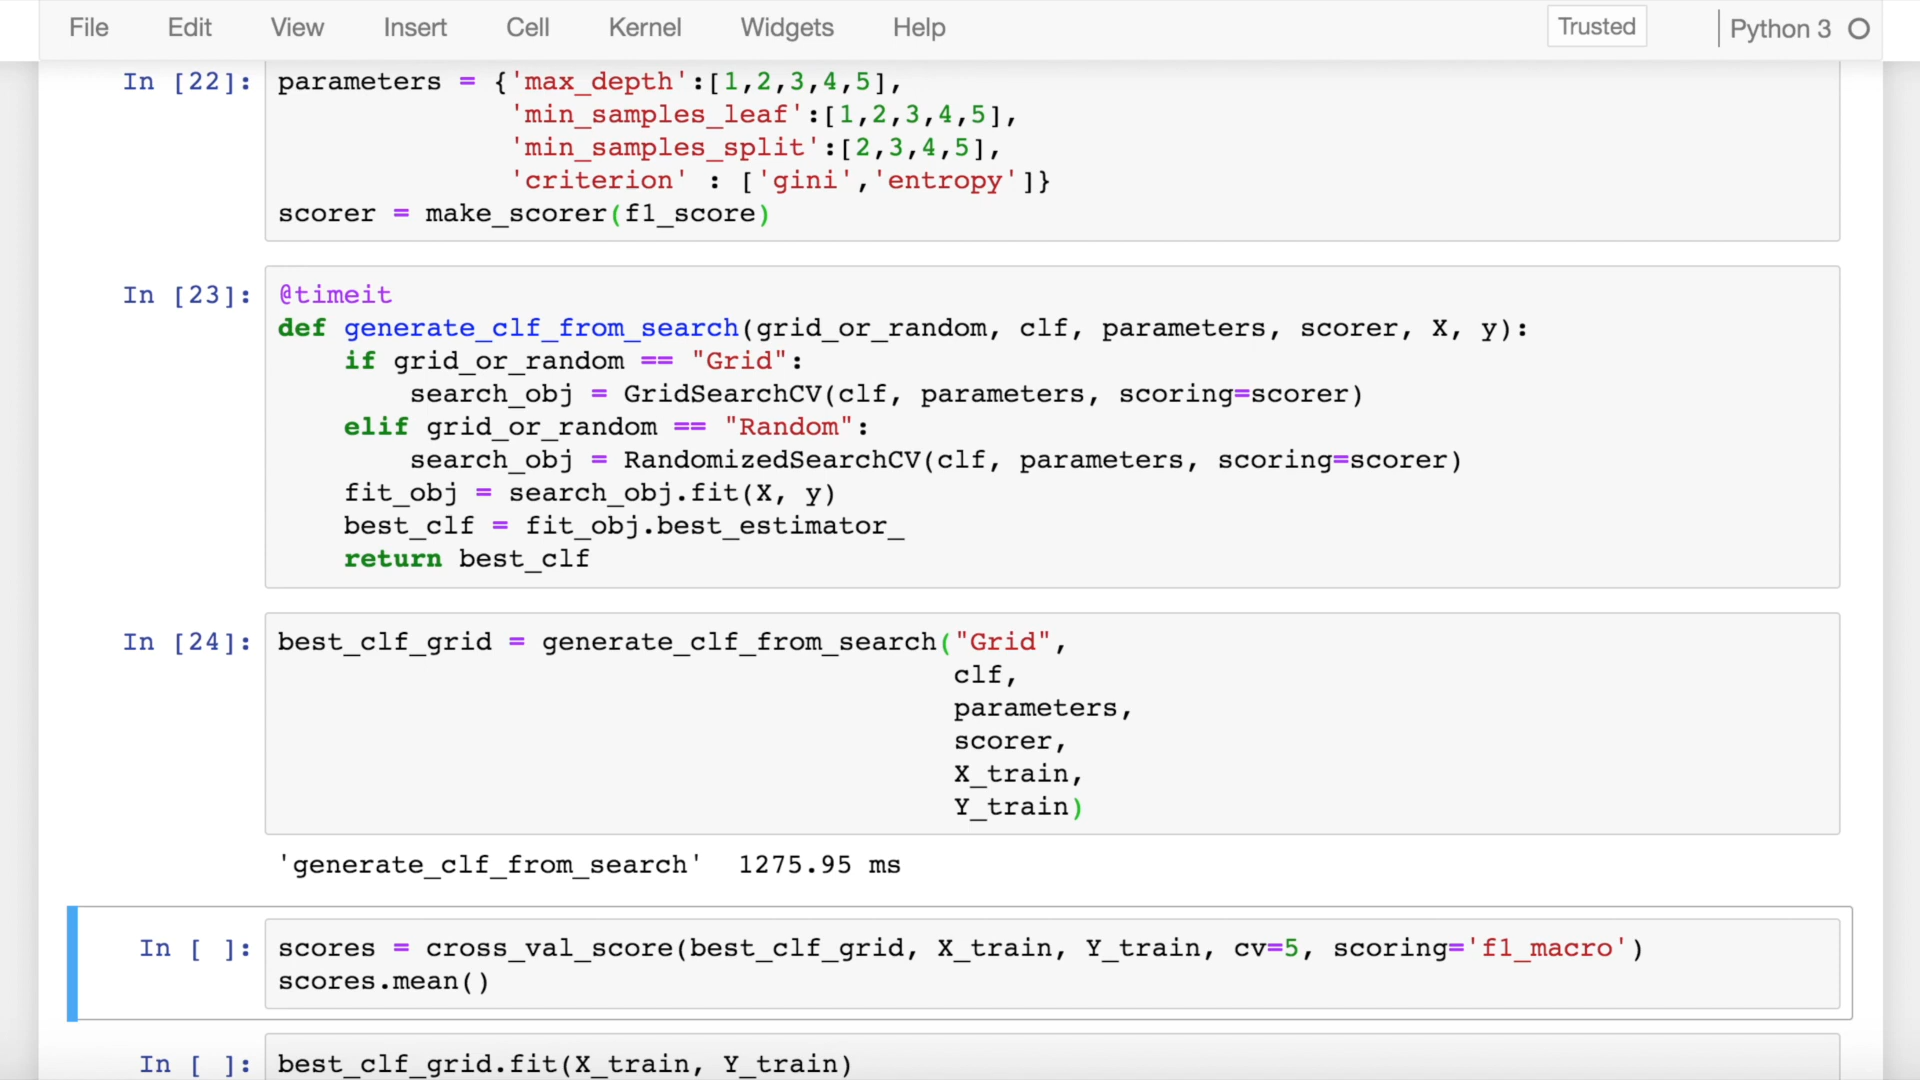 File Edit View Insert Cell Kernel Widgets Help Trusted Python 3
In [22]: parameters = {'max_depth':[1,2,3,4,5],
'min_samples_leaf':[1,2,3,4,5],
'min_samples_split':[2,3,4,5],
'criterion' : ['gini','entropy']}
scorer = make_scorer(f1_score)
In [23]: @timeit
def generate_clf_from_search(grid_or_random, clf, parameters, scorer, X, y):
if grid_or_random == "Grid":
search_obj = GridSearchCV(clf, parameters, scoring=scorer)
elif grid_or_random == "Random":
search_obj = RandomizedSearchCV(clf, parameters, scoring=scorer)
fit_obj = search_obj.fit(X, y)
best_clf = fit_obj.best_estimator_
return best_clf
In [24]: best_clf_grid = generate_clf_from_search("Grid",
clf,
parameters,
scorer,
X_train,
Y_train)
'generate_clf_from_search' 1275.95 ms
In [ ]: scores = cross_val_score(best_clf_grid, X_train, Y_train, cv=5, scoring='f1_macro')
scores.mean()
In [ ]: best_clf_grid.fit(X_train, Y_train)